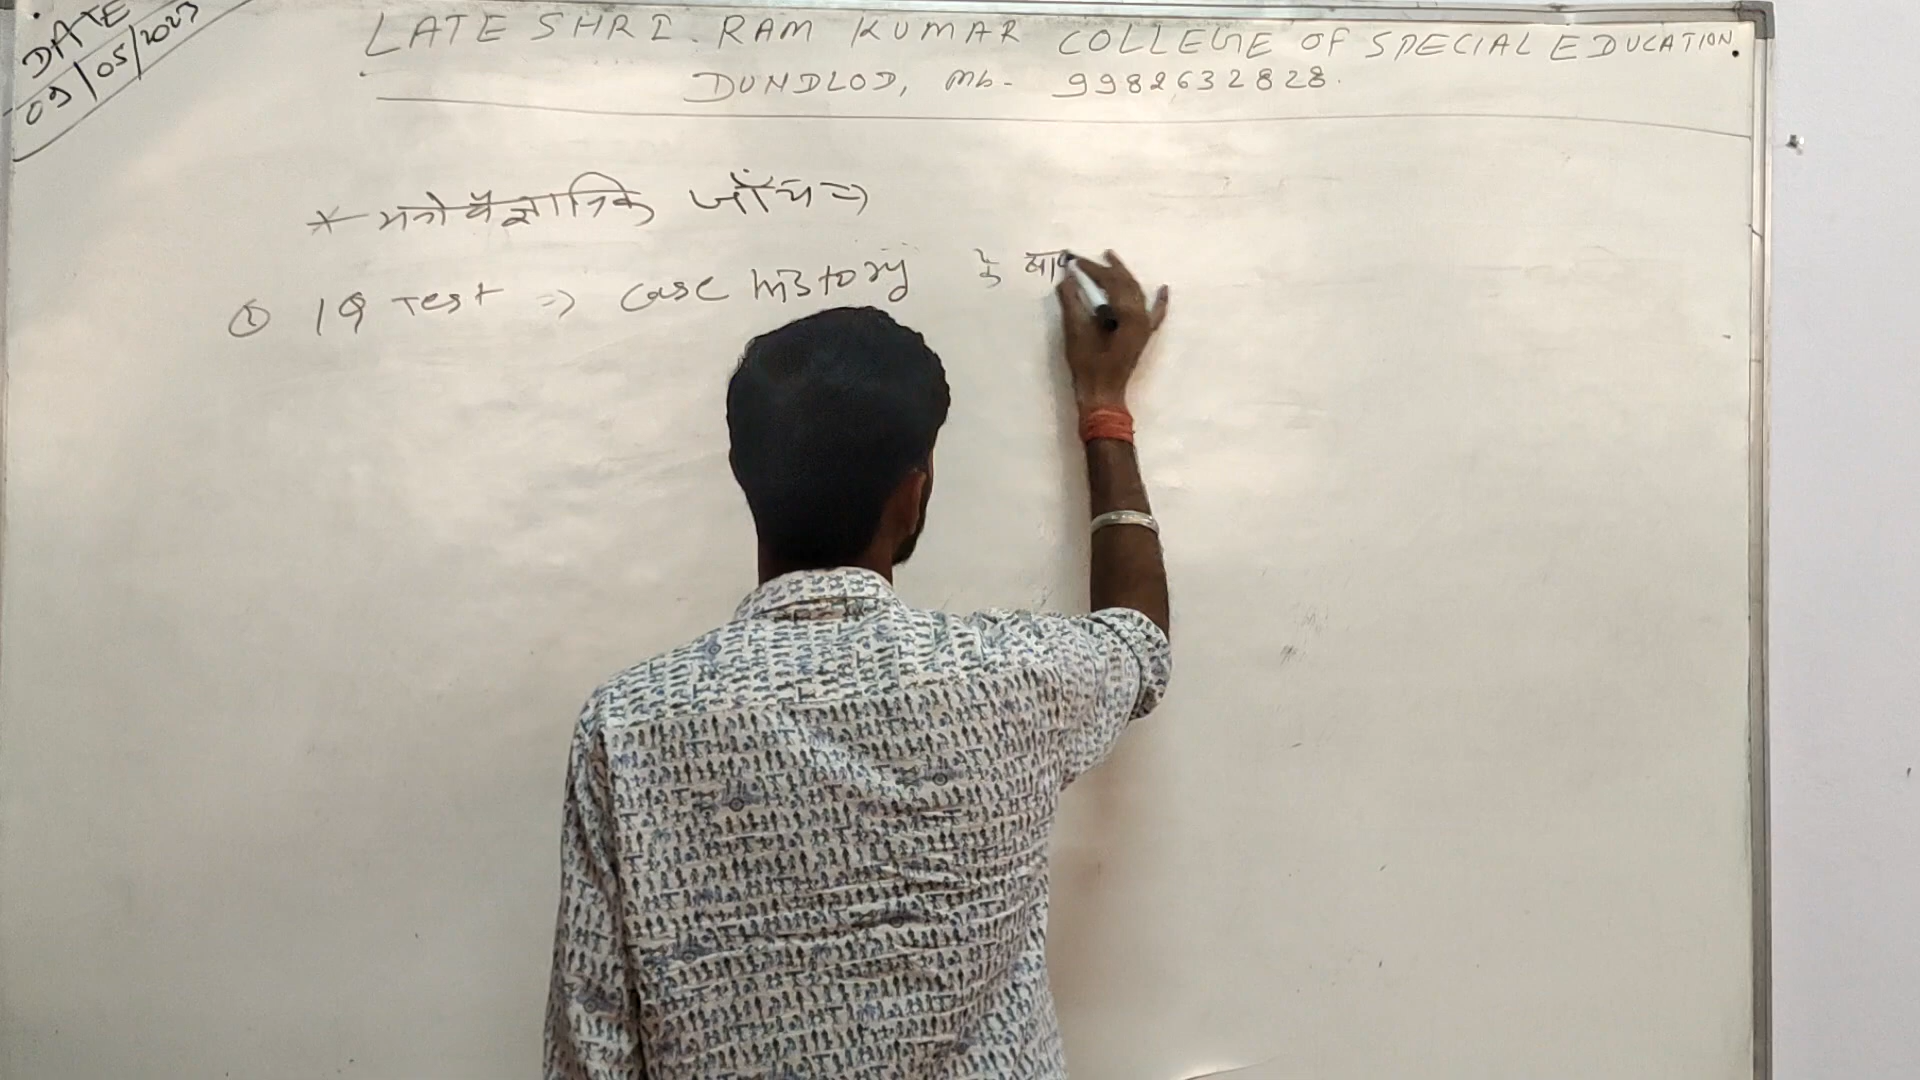 DATE
09/05/2023
LATE SHRI. RAM KUMAR COLLEGE OF SPECIAL EDUCATION.
DUNDLOD, Mb- 9982632828.
* मनोवैज्ञानिक जाँच ⇒
① IQ Test ⇒ Case history के